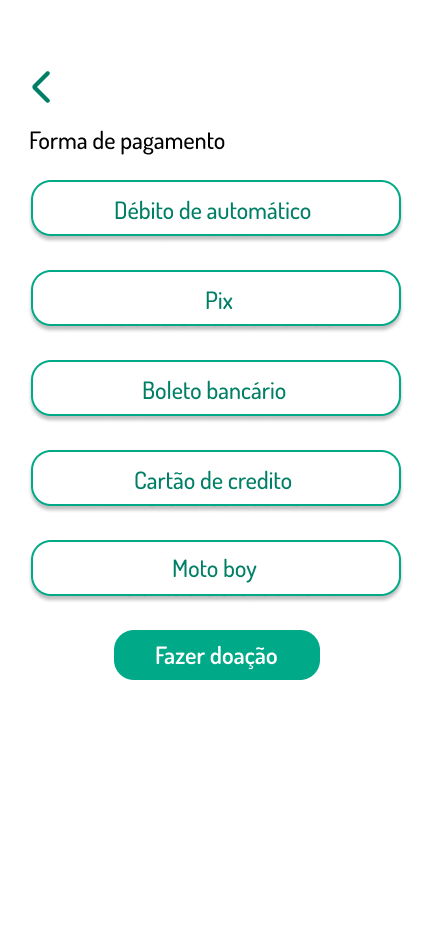 Forma de pagamento
Débito de automático
Pix
Boleto bancário
Cartão de credito
Moto boy
Fazer doação